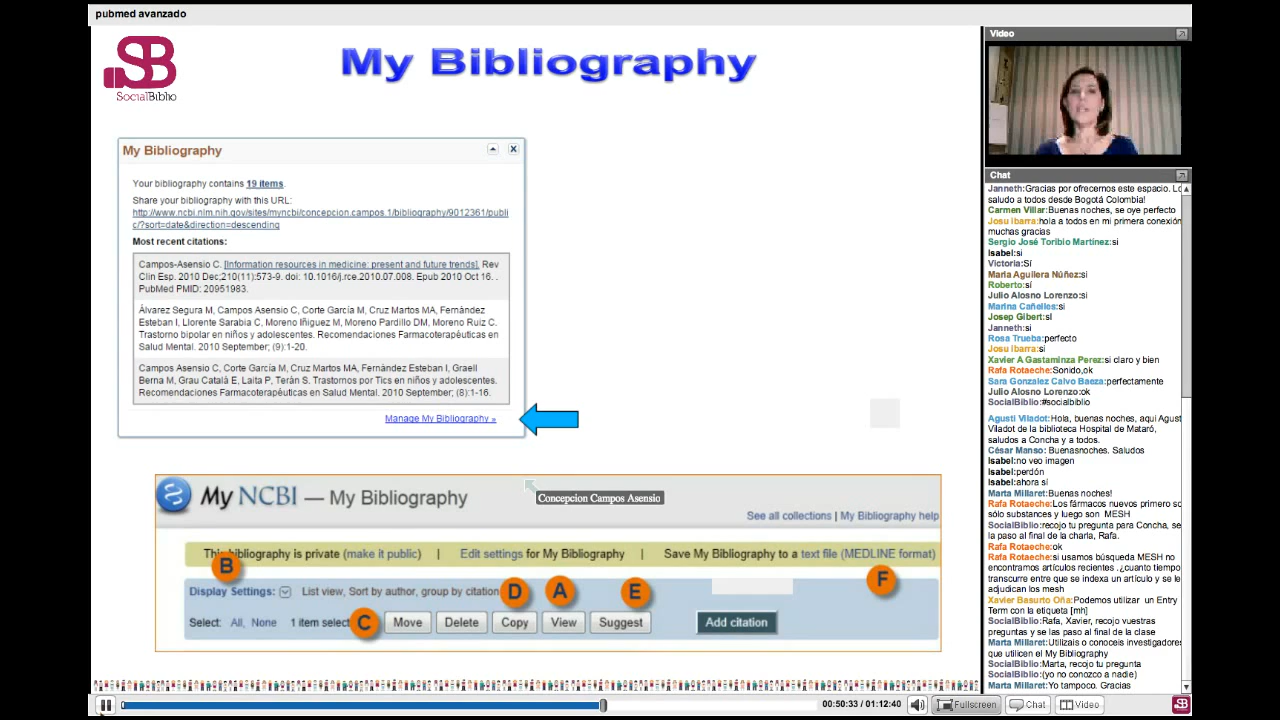 pubmed avanzado
SB
SocialBiblio
My Bibliography
My Bibliography
Your bibliography contains 19 items.
Share your bibliography with this URL:
http://www.ncbi.nlm.nih.gov/sites/myncbi/concepcion.campos.1/bibliography/9012361/publi
c/?sort=date&direction=descending
Most recent citations:
Campos-Asensio C. [Information resources in medicine: present and future trends]. Rev
Clin Esp. 2010 Dec;210(11):573-9. doi: 10.1016/j.rce.2010.07.008. Epub 2010 Oct 16. .
PubMed PMID: 20951983.
Álvarez Segura M, Campos Asensio C, Corte García M, Cruz Martos MA, Fernández
Esteban I, Llorente Sarabia C, Moreno Iñiguez M, Moreno Pardillo DM, Moreno Ruiz C.
Trastorno bipolar en niños y adolescentes. Recomendaciones Farmacoterapéuticas en
Salud Mental. 2010 September; (9):1-20.
Campos Asensio C, Corte García M, Cruz Martos MA, Fernández Esteban I, Graell
Berna M, Grau Català E, Laita P, Terán S. Trastornos por Tics en niños y adolescentes.
Recomendaciones Farmacoterapéuticas en Salud Mental. 2010 September; (8):1-16.
Manage My Bibliography »
My NCBI — My Bibliography
Concepcion Campos Asensio
See all collections | My Bibliography help
This bibliography is private (make it public) | Edit settings for My Bibliography | Save My Bibliography to a text file (MEDLINE format)
B
F
Display Settings: List view, Sort by author, group by citation
D A E
Select: All, None 1 item select
C
Move Delete Copy View Suggest Add citation
Video
Chat
Janneth:Gracias por ofrecernos este espacio. Lo
saludo a todos desde Bogotá Colombia!
Carmen Villar:Buenas noches, se oye perfecto
Josu ibarra:hola a todos en mi primera conexión
muchas gracias
Sergio José Toribio Martínez:si
Isabel:si
Victoria:Sí
Maria Aguilera Núñez:si
Roberto:sí
Julio Alosno Lorenzo:si
Marina Cañelles:si
Josep Gibert:sI
Janneth:si
Rosa Trueba:perfecto
Josu ibarra:si
Xavier A Gastaminza Perez:si claro y bien
Rafa Rotaeche:Sonido,ok
Sara Gonzalez Calvo Baeza:perfectamente
Julio Alosno Lorenzo:ok
SocialBiblio:#socialbiblio
Agusti Viladot:Hola, buenas noches, aqui Agust
Viladot de la biblioteca Hospital de Mataró,
saludos a Concha y a todos.
César Manso: Buenasnoches. Saludos
Isabel:no veo imagen
Isabel:perdón
Isabel:ahora sí
Marta Millaret:Buenas noches!
Rafa Rotaeche:Los fármacos nuevos primero so
sólo substances y luego son MESH
SocialBiblio:recojo tu pregunta para Concha, se
la paso al final de la charla, Rafa.
Rafa Rotaeche:ok
Rafa Rotaeche:si usamos búsqueda MESH no
encontramos artículos recientes .¿cuanto tiempo
transcurre entre que se indexa un artículo y se le
adjudican los mesh
Xavier Basurto Oña:Podemos utilizar un Entry
Term con la etiqueta [mh]
SocialBiblio:Rafa, Xavier, recojo vuestras
preguntas y se las paso al final de la clase
Marta Millaret:Utilizais o conoceis investigadores
que utilicen el My Bibliography
SocialBiblio:Marta, recojo tu pregunta
SocialBiblio:(yo no conozco a nadie)
Marta Millaret:Yo tampoco. Gracias
00:50:33 / 01:12:40
Fullscreen Chat Video
SB